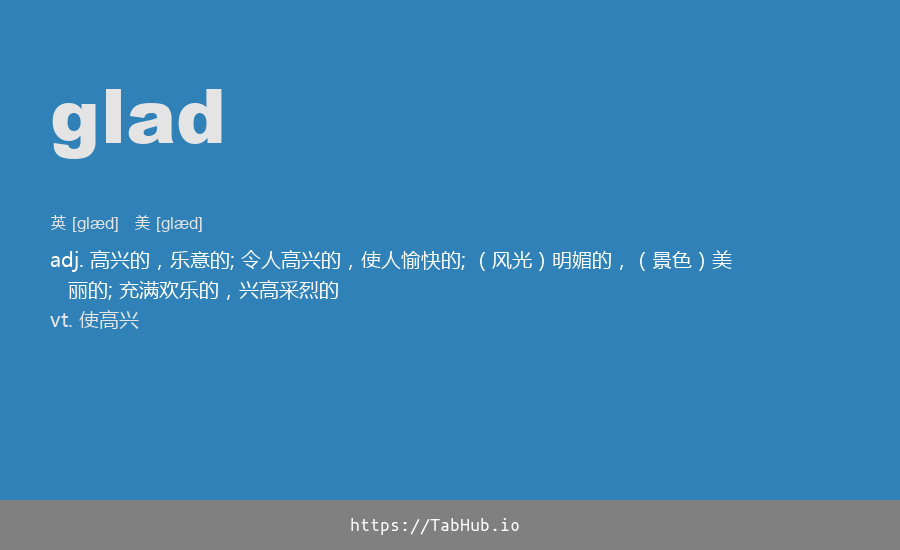 glad
英 [glæd] 美 [glæd]
adj. 高兴的，乐意的; 令人高兴的，使人愉快的; （风光）明媚的，（景色）美
丽的; 充满欢乐的，兴高采烈的
vt. 使高兴
https://TabHub.io